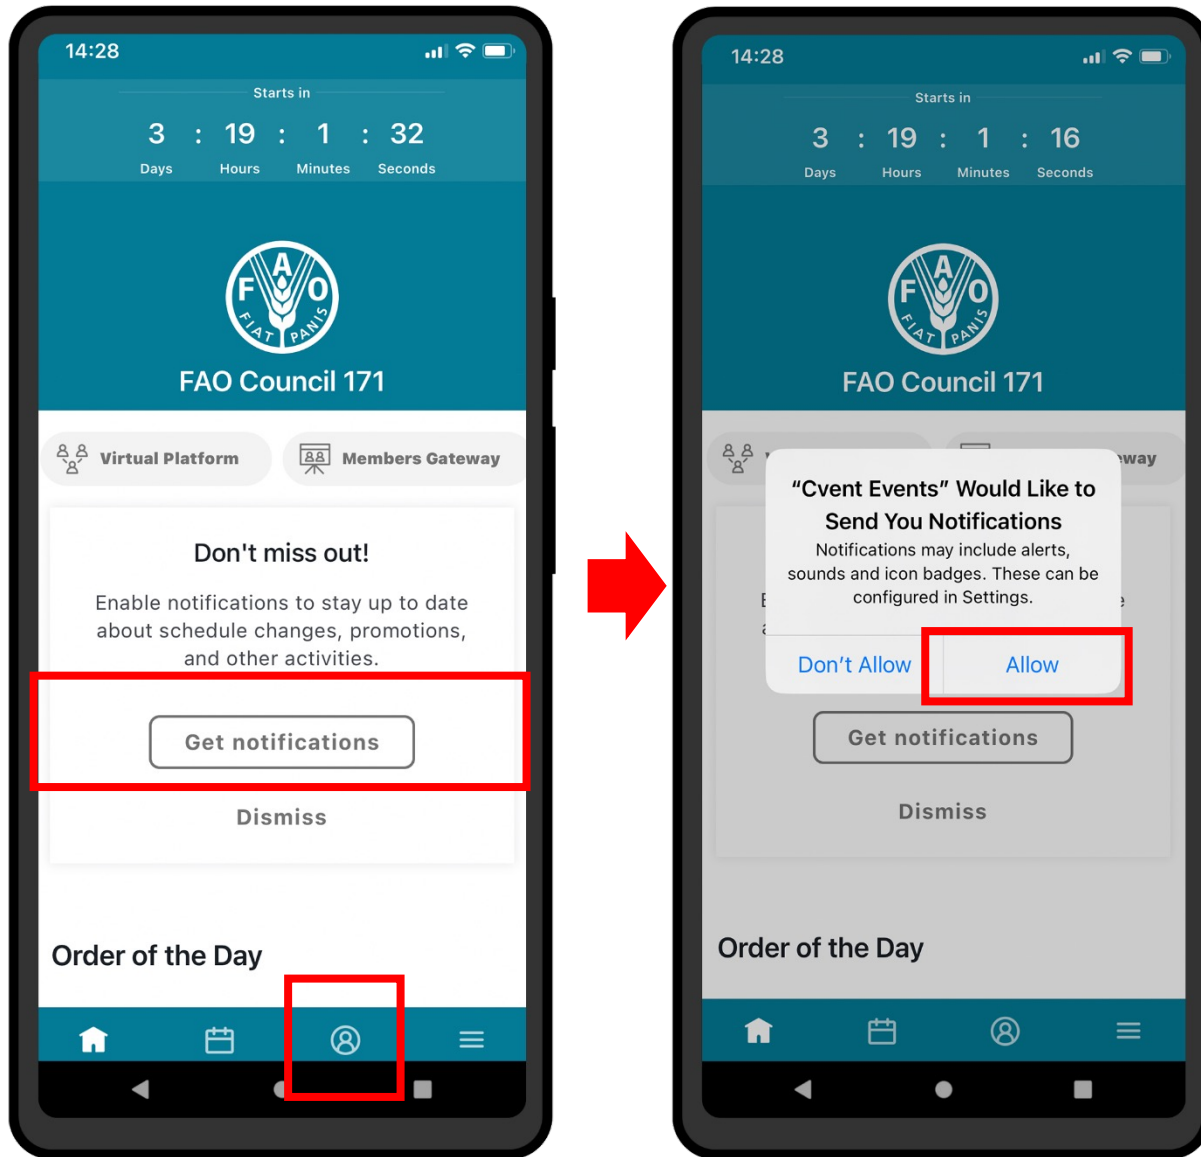 14:28
Starts in
3 : 19 : 1 : 32
Days Hours Minutes Seconds
F A O
FIAT PANIS
FAO Council 171
Virtual Platform
Members Gateway
Don't miss out!
Enable notifications to stay up to date
about schedule changes, promotions,
and other activities.
Get notifications
Dismiss
Order of the Day
14:28
Starts in
3 : 19 : 1 : 16
Days Hours Minutes Seconds
F A O
FIAT PANIS
FAO Council 171
way
“Cvent Events” Would Like to
Send You Notifications
Notifications may include alerts,
sounds and icon badges. These can be
configured in Settings.
Don’t Allow
Allow
Get notifications
Dismiss
Order of the Day